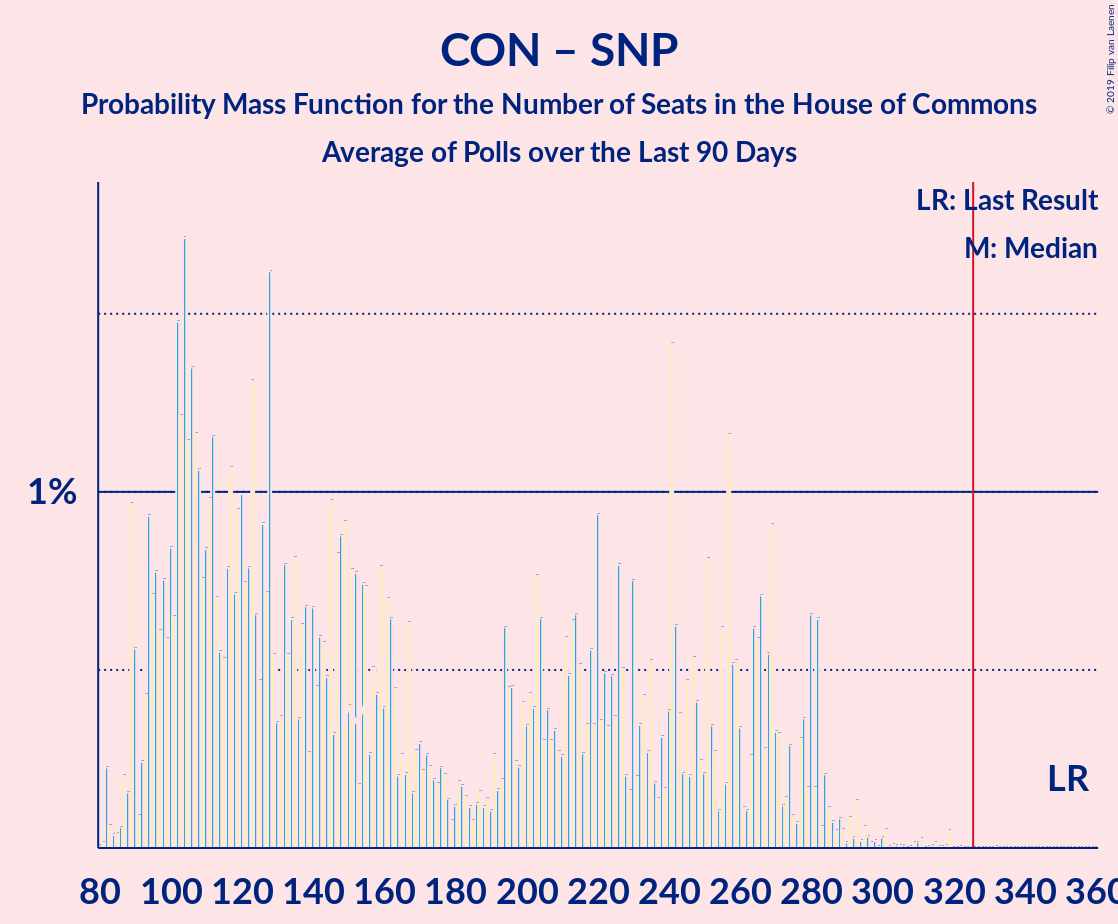 CON – SNP
Probability Mass Function for the Number of Seats in the House of Commons
Average of Polls over the Last 90 Days
© 2019 Filip van Laenen
LR: Last Result
M: Median
1%
LR
80 100 120 140 160 180 200 220 240 260 280 300 320 340 360